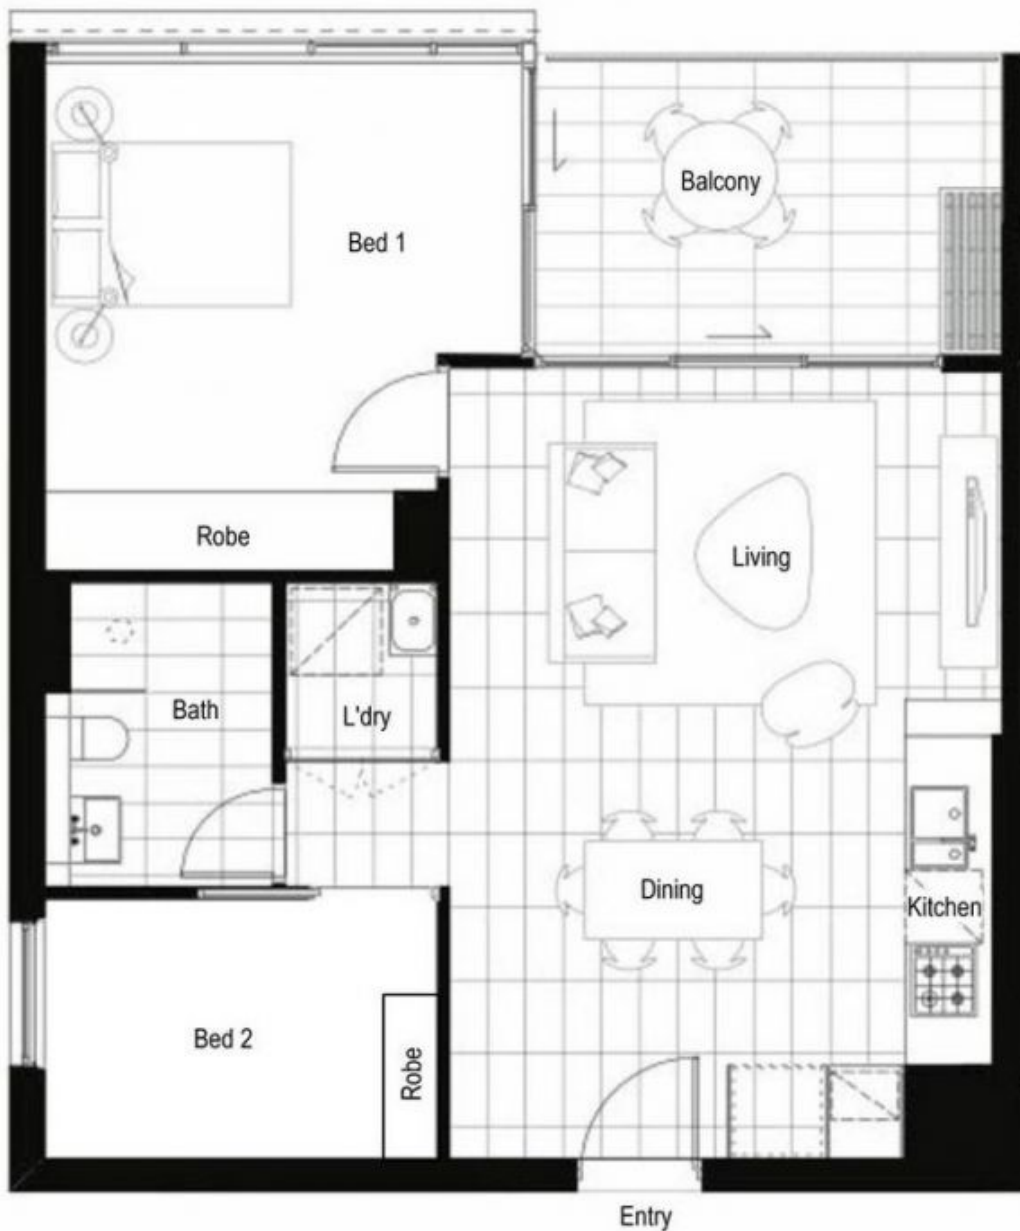 Balcony
Bed 1
Robe
Living
Bath
L'dry
Dining
Kitchen
Bed 2
Robe
Entry